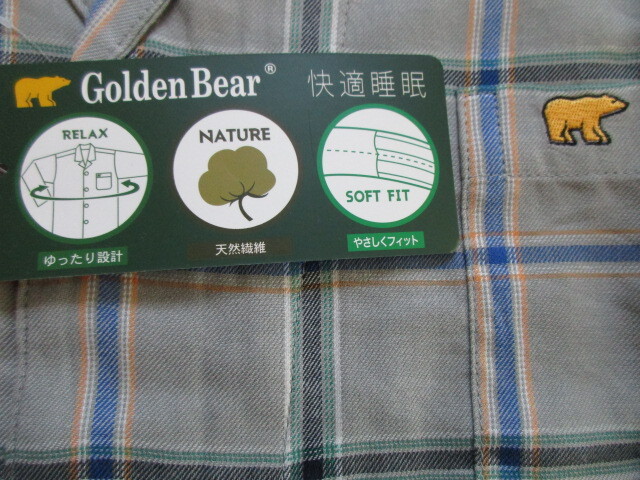 Golden Bear® 快適睡眠
RELAX
ゆったり設計
NATURE
天然繊維
SOFT FIT
やさしくフィット